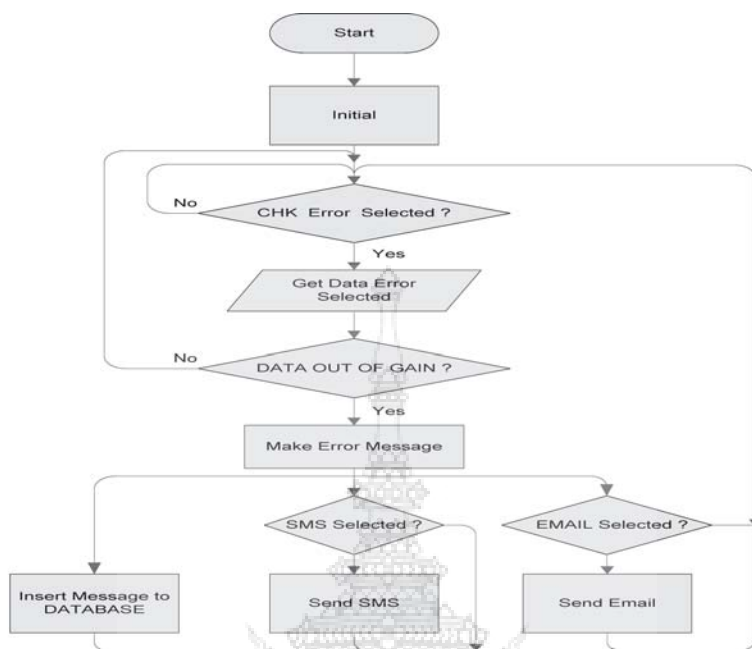 Start
Initial
No
CHK Error Selected ?
Yes
Get Data Error
Selected
No
DATA OUT OF GAIN ?
Yes
Make Error Message
SMS Selected ?
EMAIL Selected ?
Insert Message to
DATABASE
Send SMS
Send Email